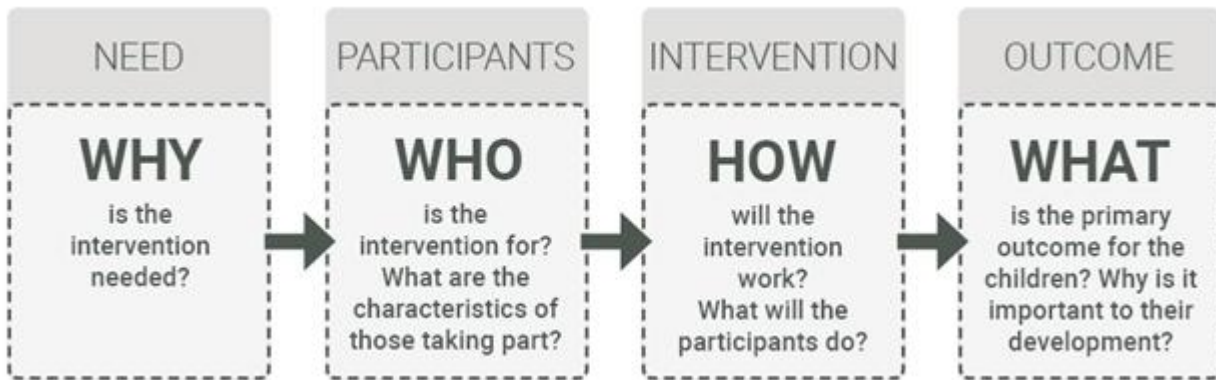 NEED
WHY
is the
intervention
needed?
PARTICIPANTS
WHO
is the
intervention for?
What are the
characteristics of
those taking part?
INTERVENTION
HOW
will the
intervention
work?
What will the
participants do?
OUTCOME
WHAT
is the primary
outcome for the
children? Why is it
important to their
development?